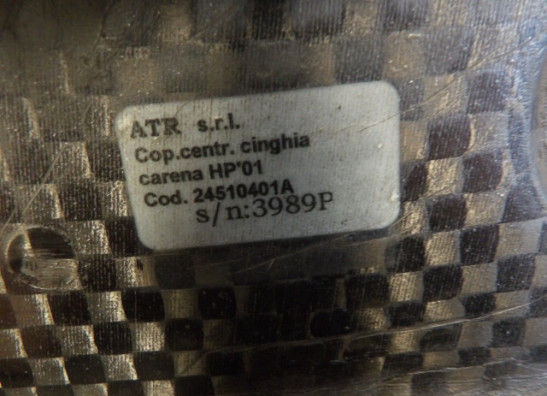 ATR s.r.l.
Cop.centr. cinghia
carena HP'01
Cod. 24510401A
s/n:3989P